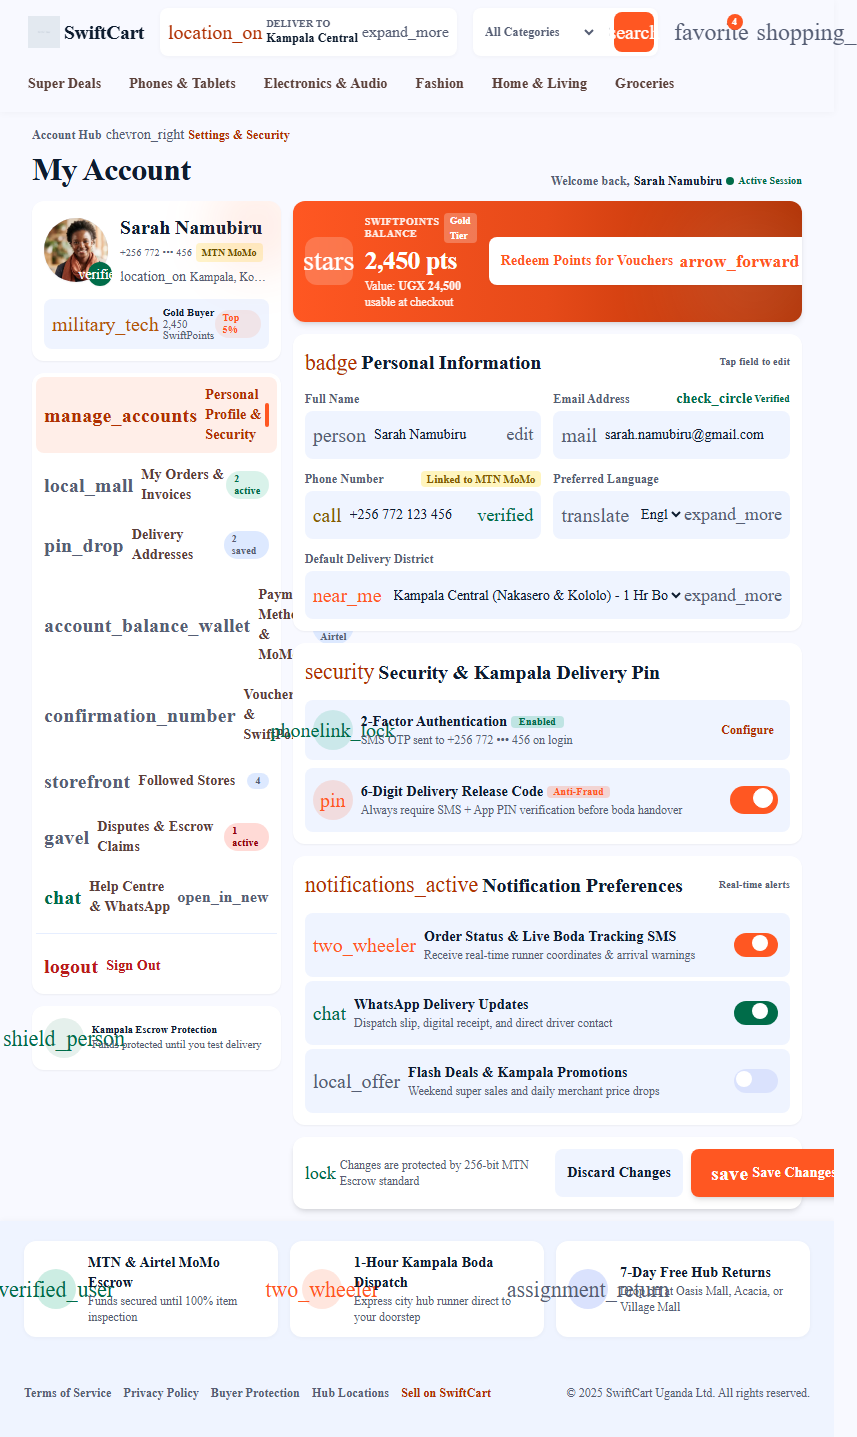 SwiftCart
location_on DELIVER TO Kampala Central expand_more
All Categories
search
favorite 4 shopping_
Super Deals Phones & Tablets Electronics & Audio Fashion Home & Living Groceries
Account Hub chevron_right Settings & Security
My Account
Welcome back, Sarah Namubiru Active Session
Sarah Namubiru
+256 772 ••• 456 MTN MoMo
location_on Kampala, Ko...
military_tech
Gold Buyer
2,450
SwiftPoints
Top
5%
manage_accounts
Personal
Profile &
Security
local_mall
My Orders &
Invoices
2
active
pin_drop
Delivery
Addresses
2
saved
account_balance_wallet
&
Airtel
confirmation_number
&
storefront Followed Stores 4
gavel
Disputes & Escrow
Claims
1
active
chat
Help Centre
& WhatsApp
open_in_new
logout Sign Out
shield_person
Kampala Escrow Protection
Funds protected until you test delivery
stars
SWIFTPOINTS
BALANCE
Gold
Tier
2,450 pts
Value: UGX 24,500
usable at checkout
Redeem Points for Vouchers arrow_forward
badge Personal Information Tap field to edit
Full Name
person Sarah Namubiru edit
Email Address check_circle Verified
mail sarah.namubiru@gmail.com
Phone Number Linked to MTN MoMo
call +256 772 123 456 verified
Preferred Language
translate Engl expand_more
Default Delivery District
near_me Kampala Central (Nakasero & Kololo) - 1 Hr Bo expand_more
security Security & Kampala Delivery Pin
phonelink_lock
2-Factor Authentication Enabled
SMS OTP sent to +256 772 ••• 456 on login
Configure
pin
6-Digit Delivery Release Code Anti-Fraud
Always require SMS + App PIN verification before boda handover
notifications_active Notification Preferences Real-time alerts
two_wheeler
Order Status & Live Boda Tracking SMS
Receive real-time runner coordinates & arrival warnings
chat
WhatsApp Delivery Updates
Dispatch slip, digital receipt, and direct driver contact
local_offer
Flash Deals & Kampala Promotions
Weekend super sales and daily merchant price drops
lock
Changes are protected by 256-bit MTN
Escrow standard
Discard Changes
save Save Changes
verified_user
MTN & Airtel MoMo
Escrow
Funds secured until 100% item
inspection
two_wheeler
1-Hour Kampala Boda
Dispatch
Express city hub runner direct to
your doorstep
assignment_return
7-Day Free Hub Returns
Drop off at Oasis Mall, Acacia, or
Village Mall
Terms of Service Privacy Policy Buyer Protection Hub Locations Sell on SwiftCart
© 2025 SwiftCart Uganda Ltd. All rights reserved.